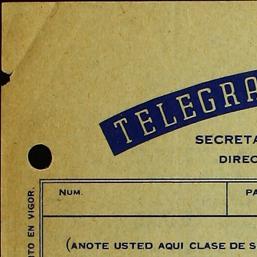 TELEGRA
SECRETA
DIREC
NUM.
PA
(ANOTE USTED AQUI CLASE DE S
TO EN VIGOR.